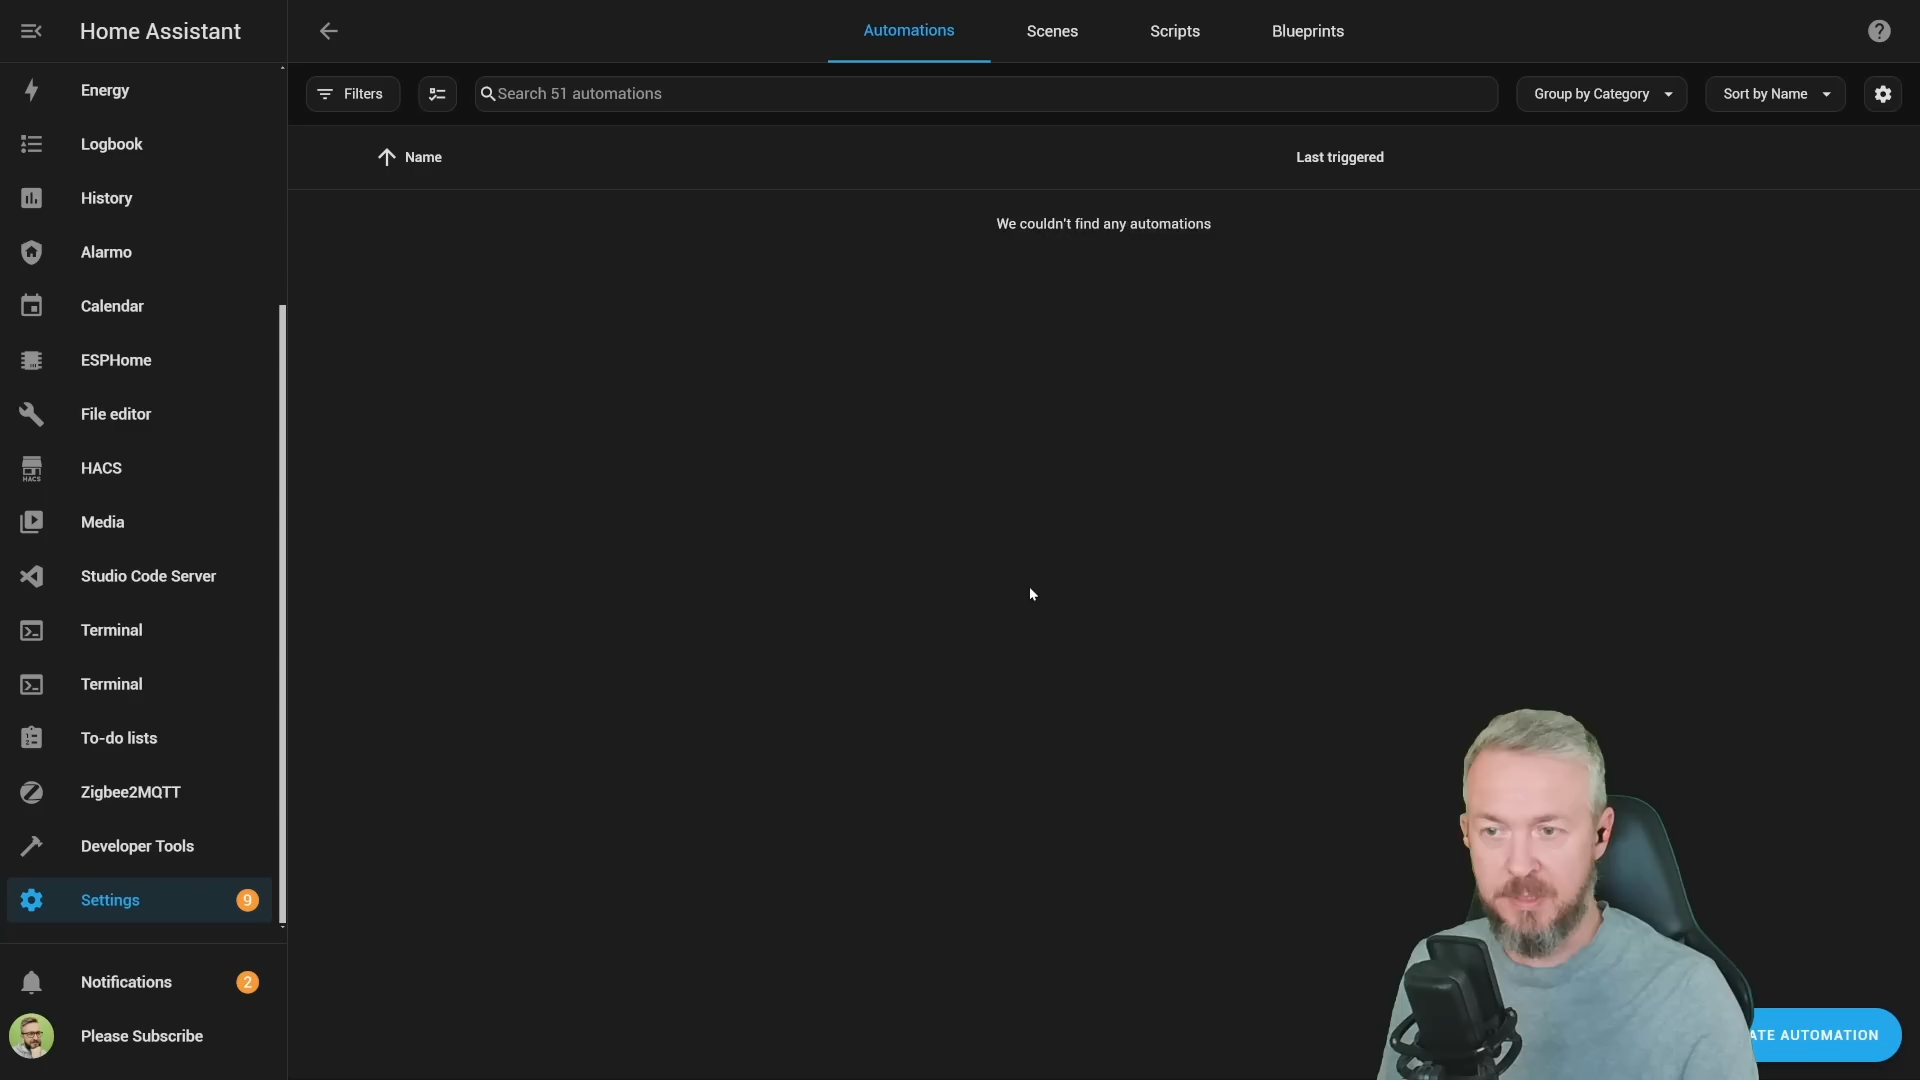 Home Assistant
Automations
Scenes
Scripts
Blueprints
Filters
Search 51 automations
Group by Category
Sort by Name
Name
Last triggered
We couldn't find any automations
Energy
Logbook
History
Alarmo
Calendar
ESPHome
File editor
HACS
HACS
Media
Studio Code Server
Terminal
Terminal
To-do lists
Zigbee2MQTT
Developer Tools
Settings
9
Notifications
2
Please Subscribe
ATE AUTOMATION